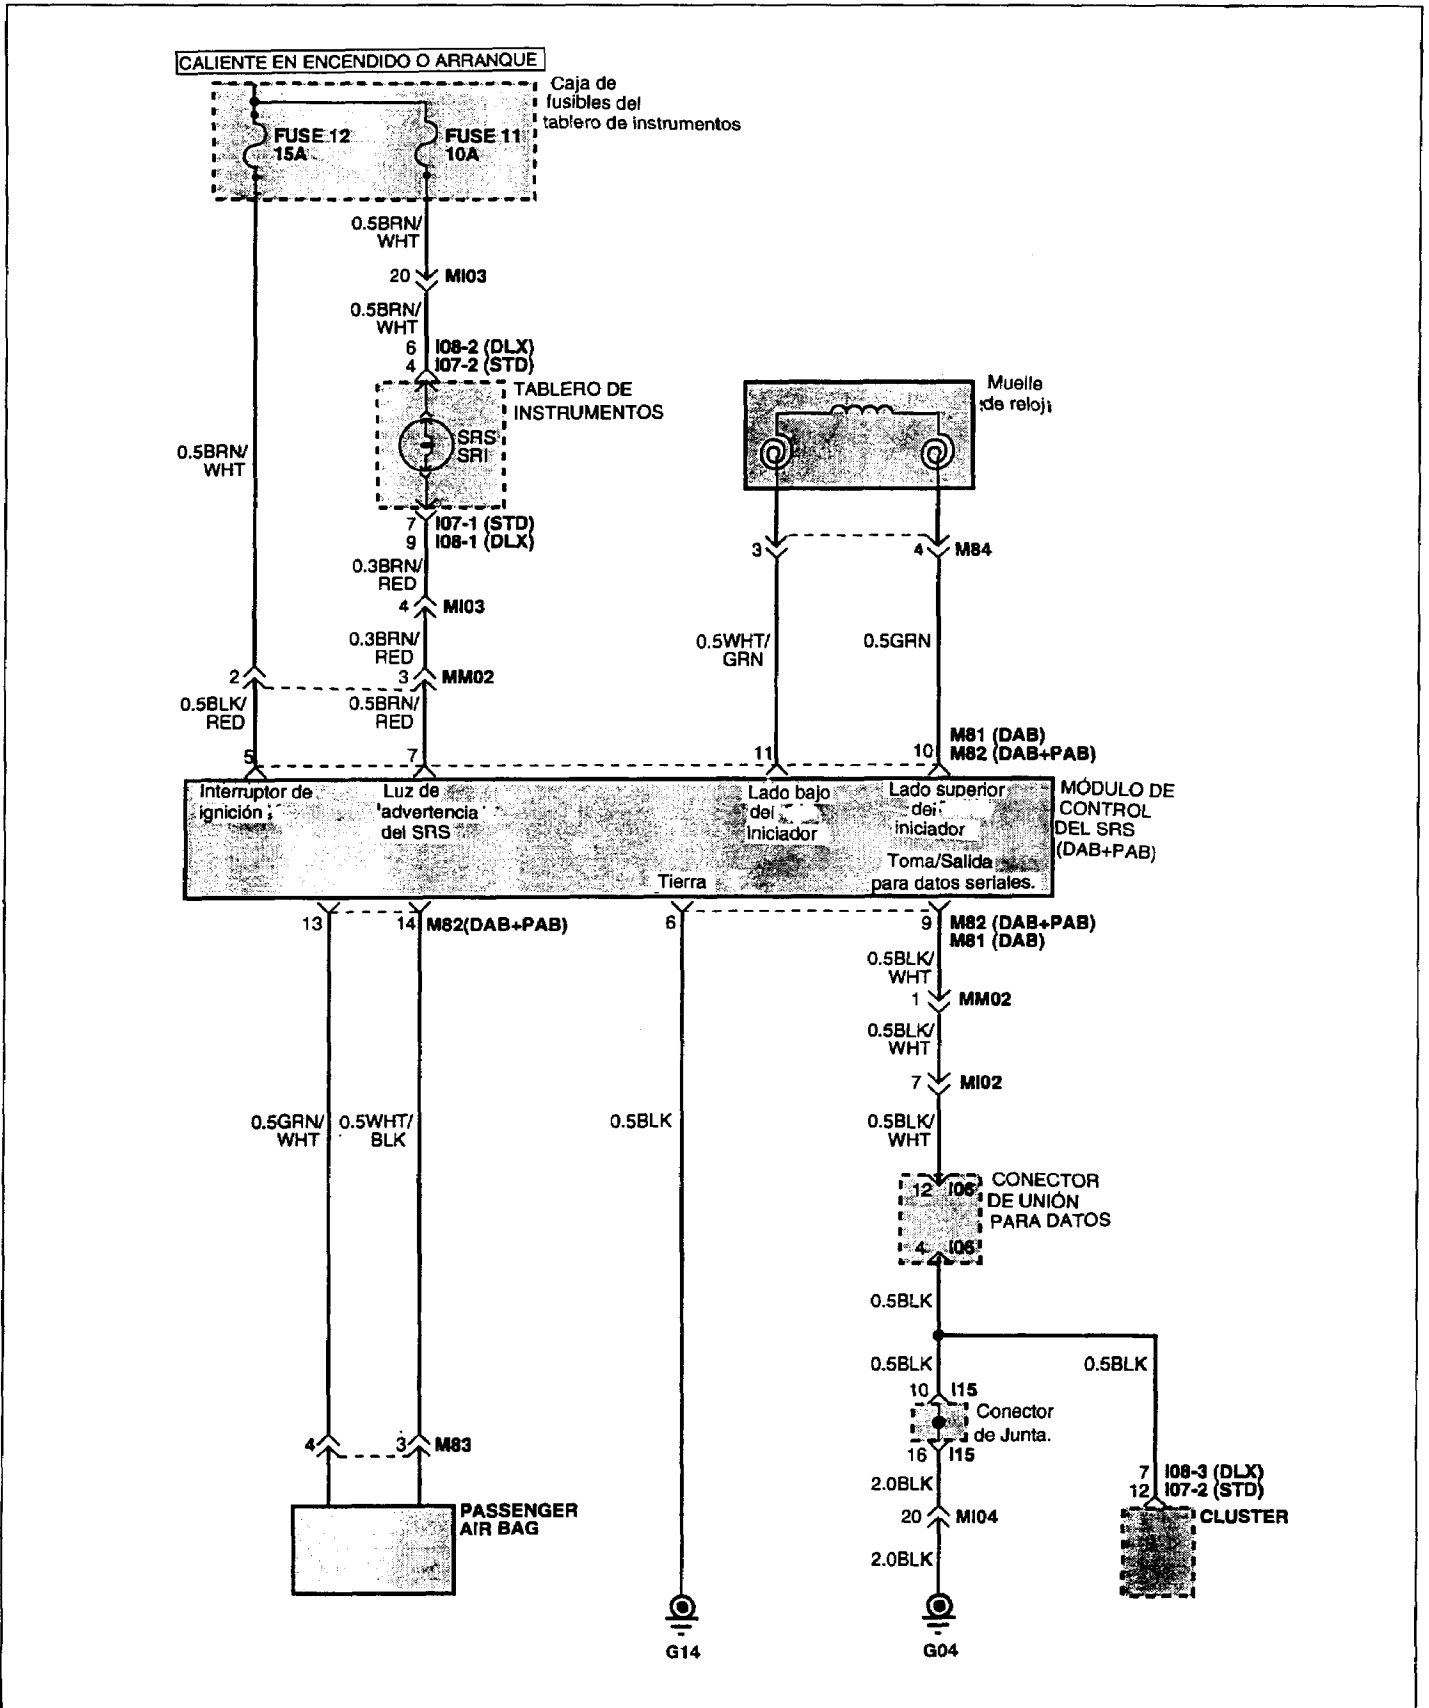 CALIENTE EN ENCENDIDO O ARRANQUE
Caja de
fusibles del
tablero de instrumentos
FUSE 12
15A
FUSE 11
10A
0.5BRN/
WHT
20 MI03
0.5BRN/
WHT
6 I08-2 (DLX)
4 I07-2 (STD)
TABLERO DE
INSTRUMENTOS
SRS
SRI
Muelle
de reloj
0.5BRN/
WHT
7 I07-1 (STD)
9 I08-1 (DLX)
3
4 M84
0.3BRN/
RED
4 MI03
0.3BRN/
RED
0.5WHT/
GRN
0.5GRN
2
3 MM02
0.5BLK/
RED
0.5BRN/
RED
M81 (DAB)
M82 (DAB+PAB)
5
7
11
10
Interruptor de
ignición
Luz de
advertencia
del SRS
Lado bajo
del
Iniciador
Lado superior
del
iniciador
MÓDULO DE
CONTROL
DEL SRS
(DAB+PAB)
Toma/Salida
para datos seriales.
Tierra
13
14 M82(DAB+PAB)
6
9 M82 (DAB+PAB)
M81 (DAB)
0.5BLK/
WHT
1 MM02
0.5BLK/
WHT
7 MI02
0.5GRN/
WHT
0.5WHT/
BLK
0.5BLK
0.5BLK/
WHT
12 I06
CONECTOR
DE UNIÓN
PARA DATOS
4 I06
0.5BLK
0.5BLK
0.5BLK
10 I15
Conector
de Junta.
16 I15
4
3 M83
2.0BLK
7 I08-3 (DLX)
12 I07-2 (STD)
20 MI04
CLUSTER
PASSENGER
AIR BAG
2.0BLK
G14
G04